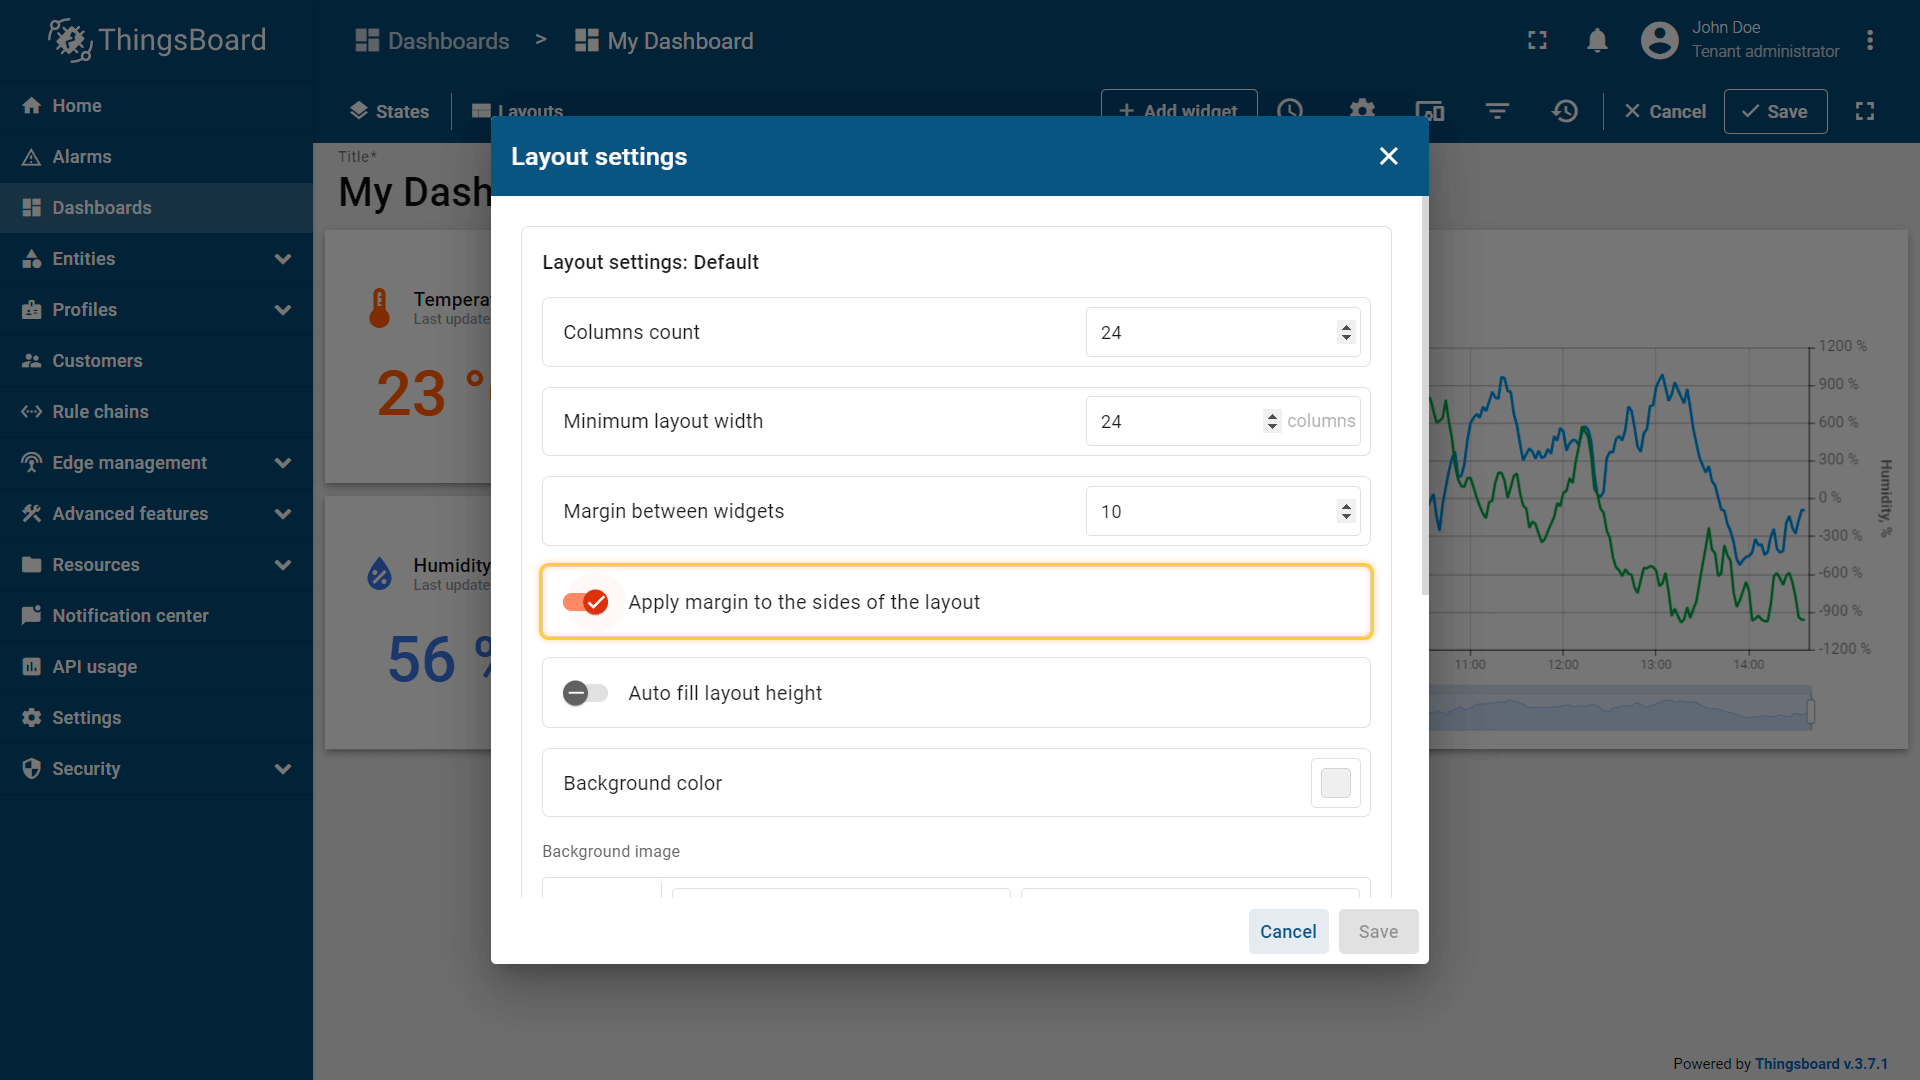 ThingsBoard
Dashboards > My Dashboard
John Doe
Tenant administrator
Home
Alarms
Dashboards
Entities
Profiles
Customers
Rule chains
Edge management
Advanced features
Resources
Notification center
API usage
Settings
Security
States
Layouts
+ Add widget
Cancel
Save
Title*
My Dash
Tempera
Last update
23 °
Humidity
Last update
56 %
Layout settings
Layout settings: Default
Columns count
24
Minimum layout width
24
columns
Margin between widgets
10
Apply margin to the sides of the layout
Auto fill layout height
Background color
Background image
Cancel
Save
1200 %
900 %
600 %
300 %
0 %
-300 %
-600 %
-900 %
-1200 %
Humidity, %
11:00
12:00
13:00
14:00
Powered by Thingsboard v.3.7.1